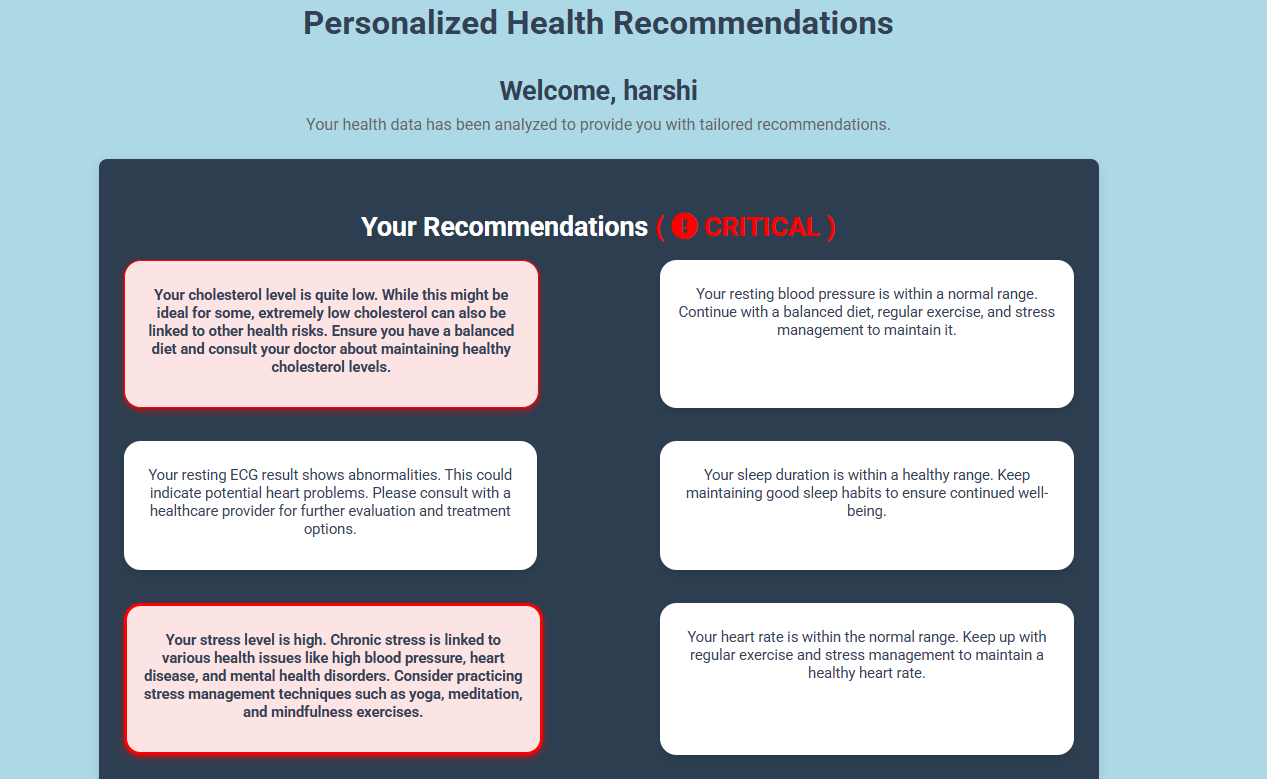 Personalized Health Recommendations
Welcome, harshi
Your health data has been analyzed to provide you with tailored recommendations.
Your Recommendations ( ! CRITICAL )
Your cholesterol level is quite low. While this might be
ideal for some, extremely low cholesterol can also be
linked to other health risks. Ensure you have a balanced
diet and consult your doctor about maintaining healthy
cholesterol levels.
Your resting blood pressure is within a normal range.
Continue with a balanced diet, regular exercise, and stress
management to maintain it.
Your resting ECG result shows abnormalities. This could
indicate potential heart problems. Please consult with a
healthcare provider for further evaluation and treatment
options.
Your sleep duration is within a healthy range. Keep
maintaining good sleep habits to ensure continued well-
being.
Your stress level is high. Chronic stress is linked to
various health issues like high blood pressure, heart
disease, and mental health disorders. Consider practicing
stress management techniques such as yoga, meditation,
and mindfulness exercises.
Your heart rate is within the normal range. Keep up with
regular exercise and stress management to maintain a
healthy heart rate.